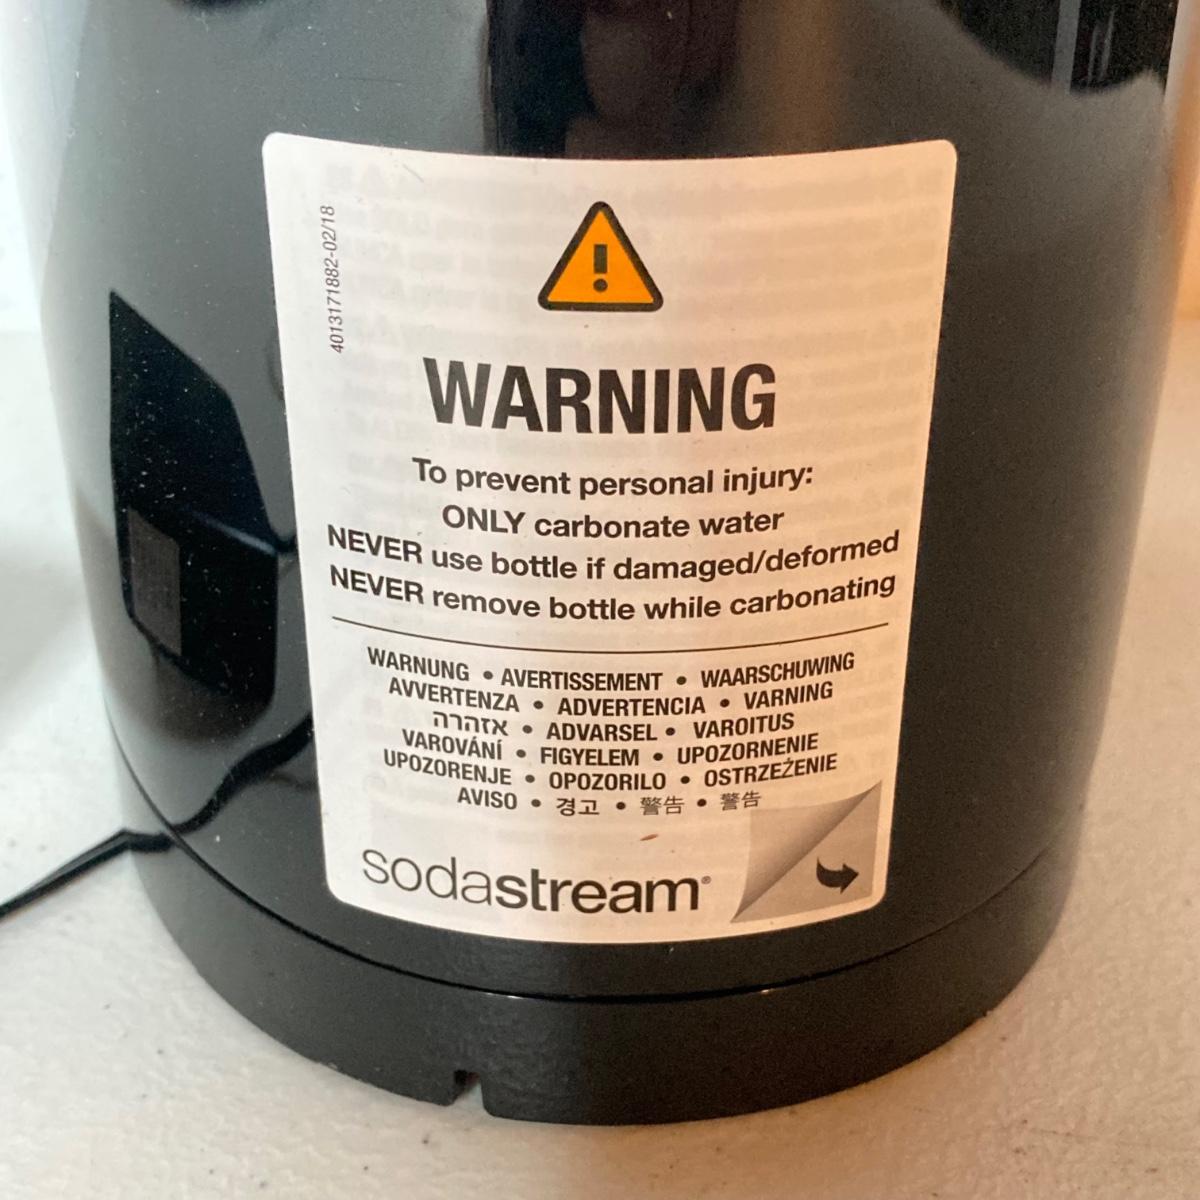 4013171882-02/18
WARNING
To prevent personal injury:
ONLY carbonate water
NEVER use bottle if damaged/deformed
NEVER remove bottle while carbonating
WARNUNG • AVERTISSEMENT • WAARSCHUWING
AVVERTENZA • ADVERTENCIA • VARNING
אזהרה • ADVARSEL • VAROITUS
VAROVÁNÍ • FIGYELEM • UPOZORNENIE
UPOZORENJE • OPOZORILO • OSTRZEŻENIE
AVISO • 경고 • 警告 • 警告
sodastream®